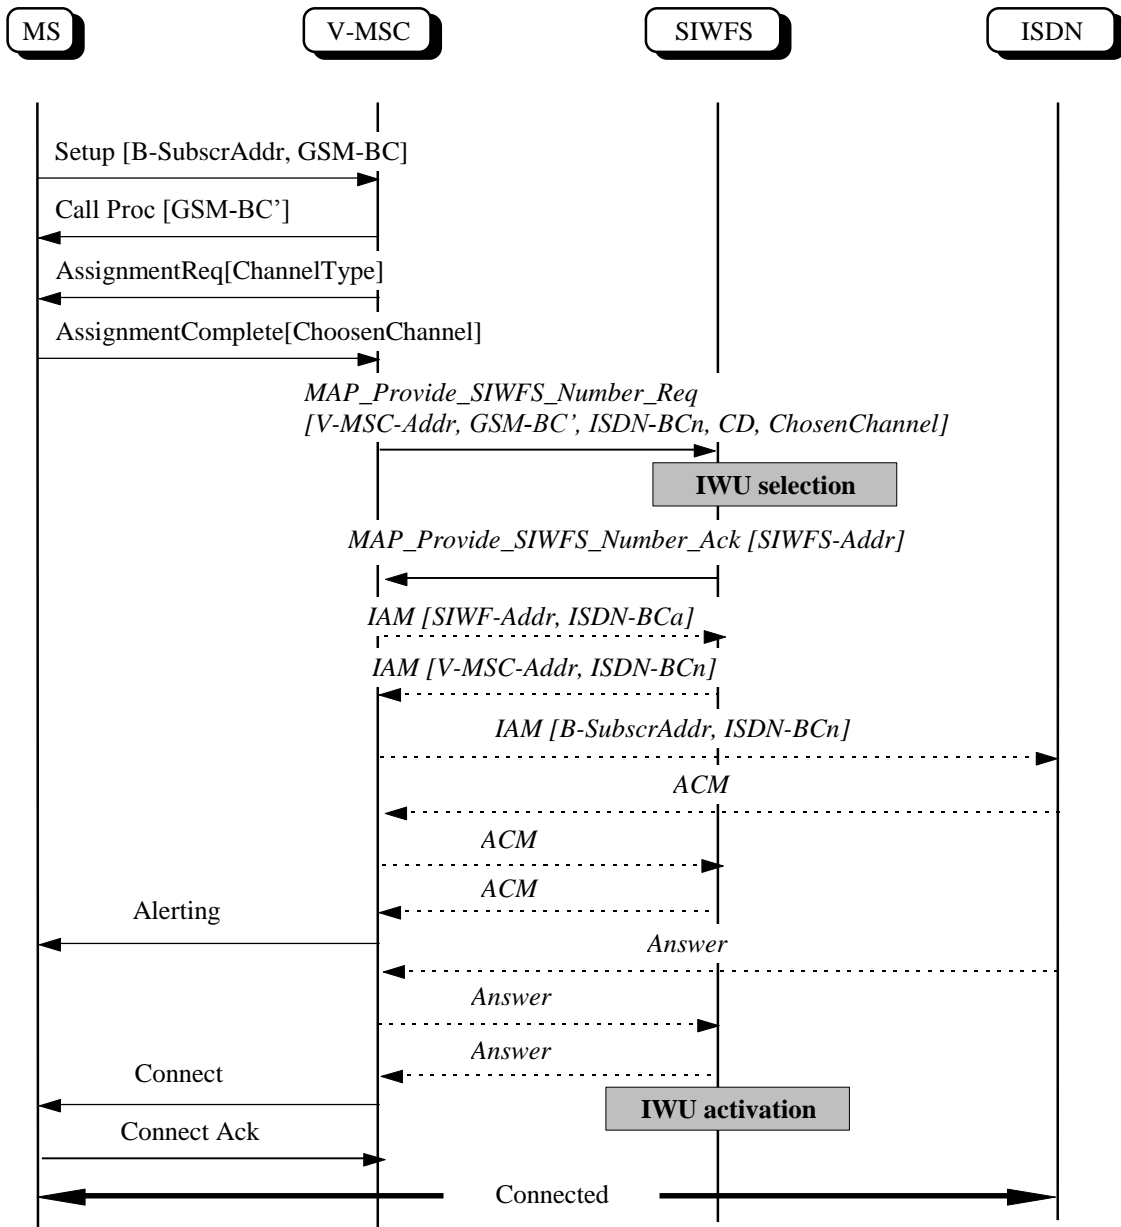 MS V-MSC SIWFS ISDN
Setup [B-SubscrAddr, GSM-BC]
Call Proc [GSM-BC’]
AssignmentReq[ChannelType]
AssignmentComplete[ChoosenChannel]
MAP_Provide_SIWFS_Number_Req
[V-MSC-Addr, GSM-BC’, ISDN-BCn, CD, ChosenChannel]
IWU selection
MAP_Provide_SIWFS_Number_Ack [SIWFS-Addr]
IAM [SIWF-Addr, ISDN-BCa]
IAM [V-MSC-Addr, ISDN-BCn]
IAM [B-SubscrAddr, ISDN-BCn]
ACM
ACM
ACM
Alerting
Answer
Answer
Answer
Connect
IWU activation
Connect Ack
Connected